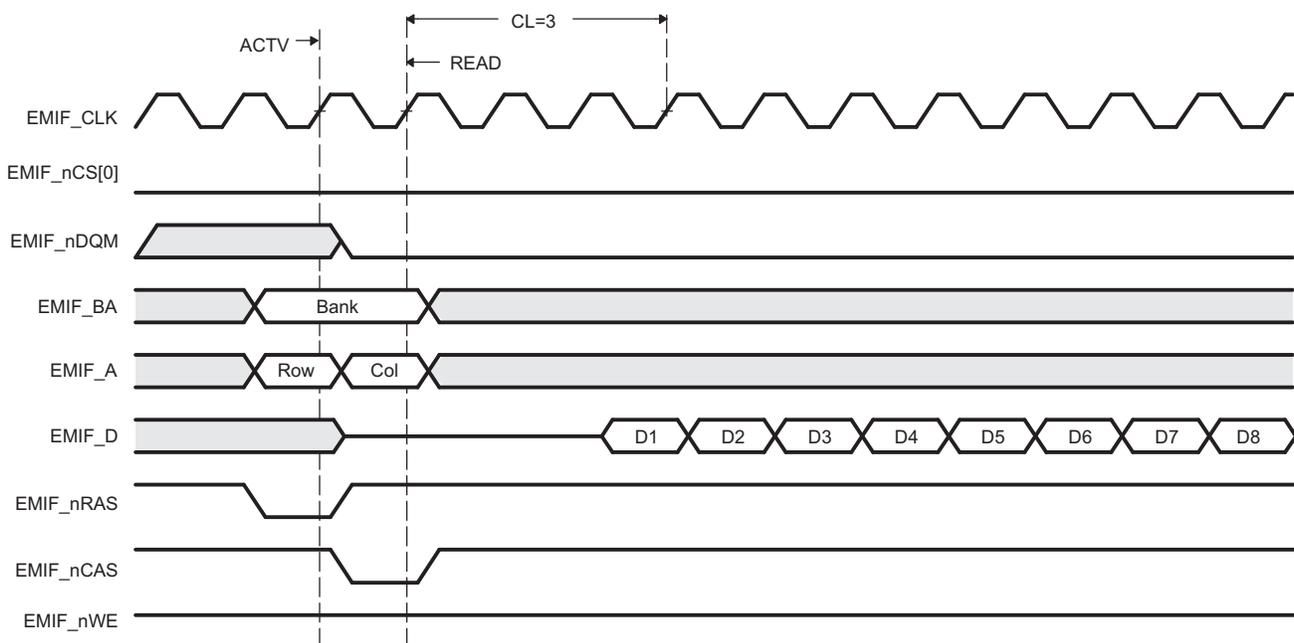 CL=3
ACTV
READ
EMIF_CLK
EMIF_nCS[0]
EMIF_nDQM
EMIF_BA
Bank
EMIF_A
Row Col
EMIF_D
D1 D2 D3 D4 D5 D6 D7 D8
EMIF_nRAS
EMIF_nCAS
EMIF_nWE